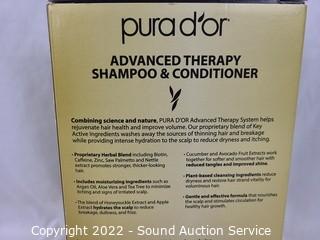 pura d'or
ADVANCED THERAPY
SHAMPOO & CONDITIONER
Combining science and nature, PURA D'OR Advanced Therapy System helps
rejuvenate hair health and improve volume. Our proprietary blend of Key
Active Ingredients washes away the sources of thinning hair and breakage
while providing intense hydration to the scalp to reduce dryness and itching.
• Proprietary Herbal Blend including Biotin,
Caffeine, Zinc, Saw Palmetto and Nettle
extract promotes stronger, thicker-looking
hair.
• Includes moisturizing ingredients such as
Argan Oil, Aloe Vera and Tea Tree to minimize
itching and signs of irritated scalp.
• The blend of Honeysuckle Extract and Apple
Extract hydrates the scalp to reduce
breakage, dullness, and frizz.
• Cucumber and Avocado Fruit Extracts work
together for softer and smoother hair with
reduced tangles and improved shine.
• Plant-based cleansing ingredients reduce
dryness and restore hair strand vitality for
voluminous hair.
• Gentle and effective formula that nourishes
the scalp and stimulates circulation for
healthy hair growth.
Copyright 2022 - Sound Auction Service